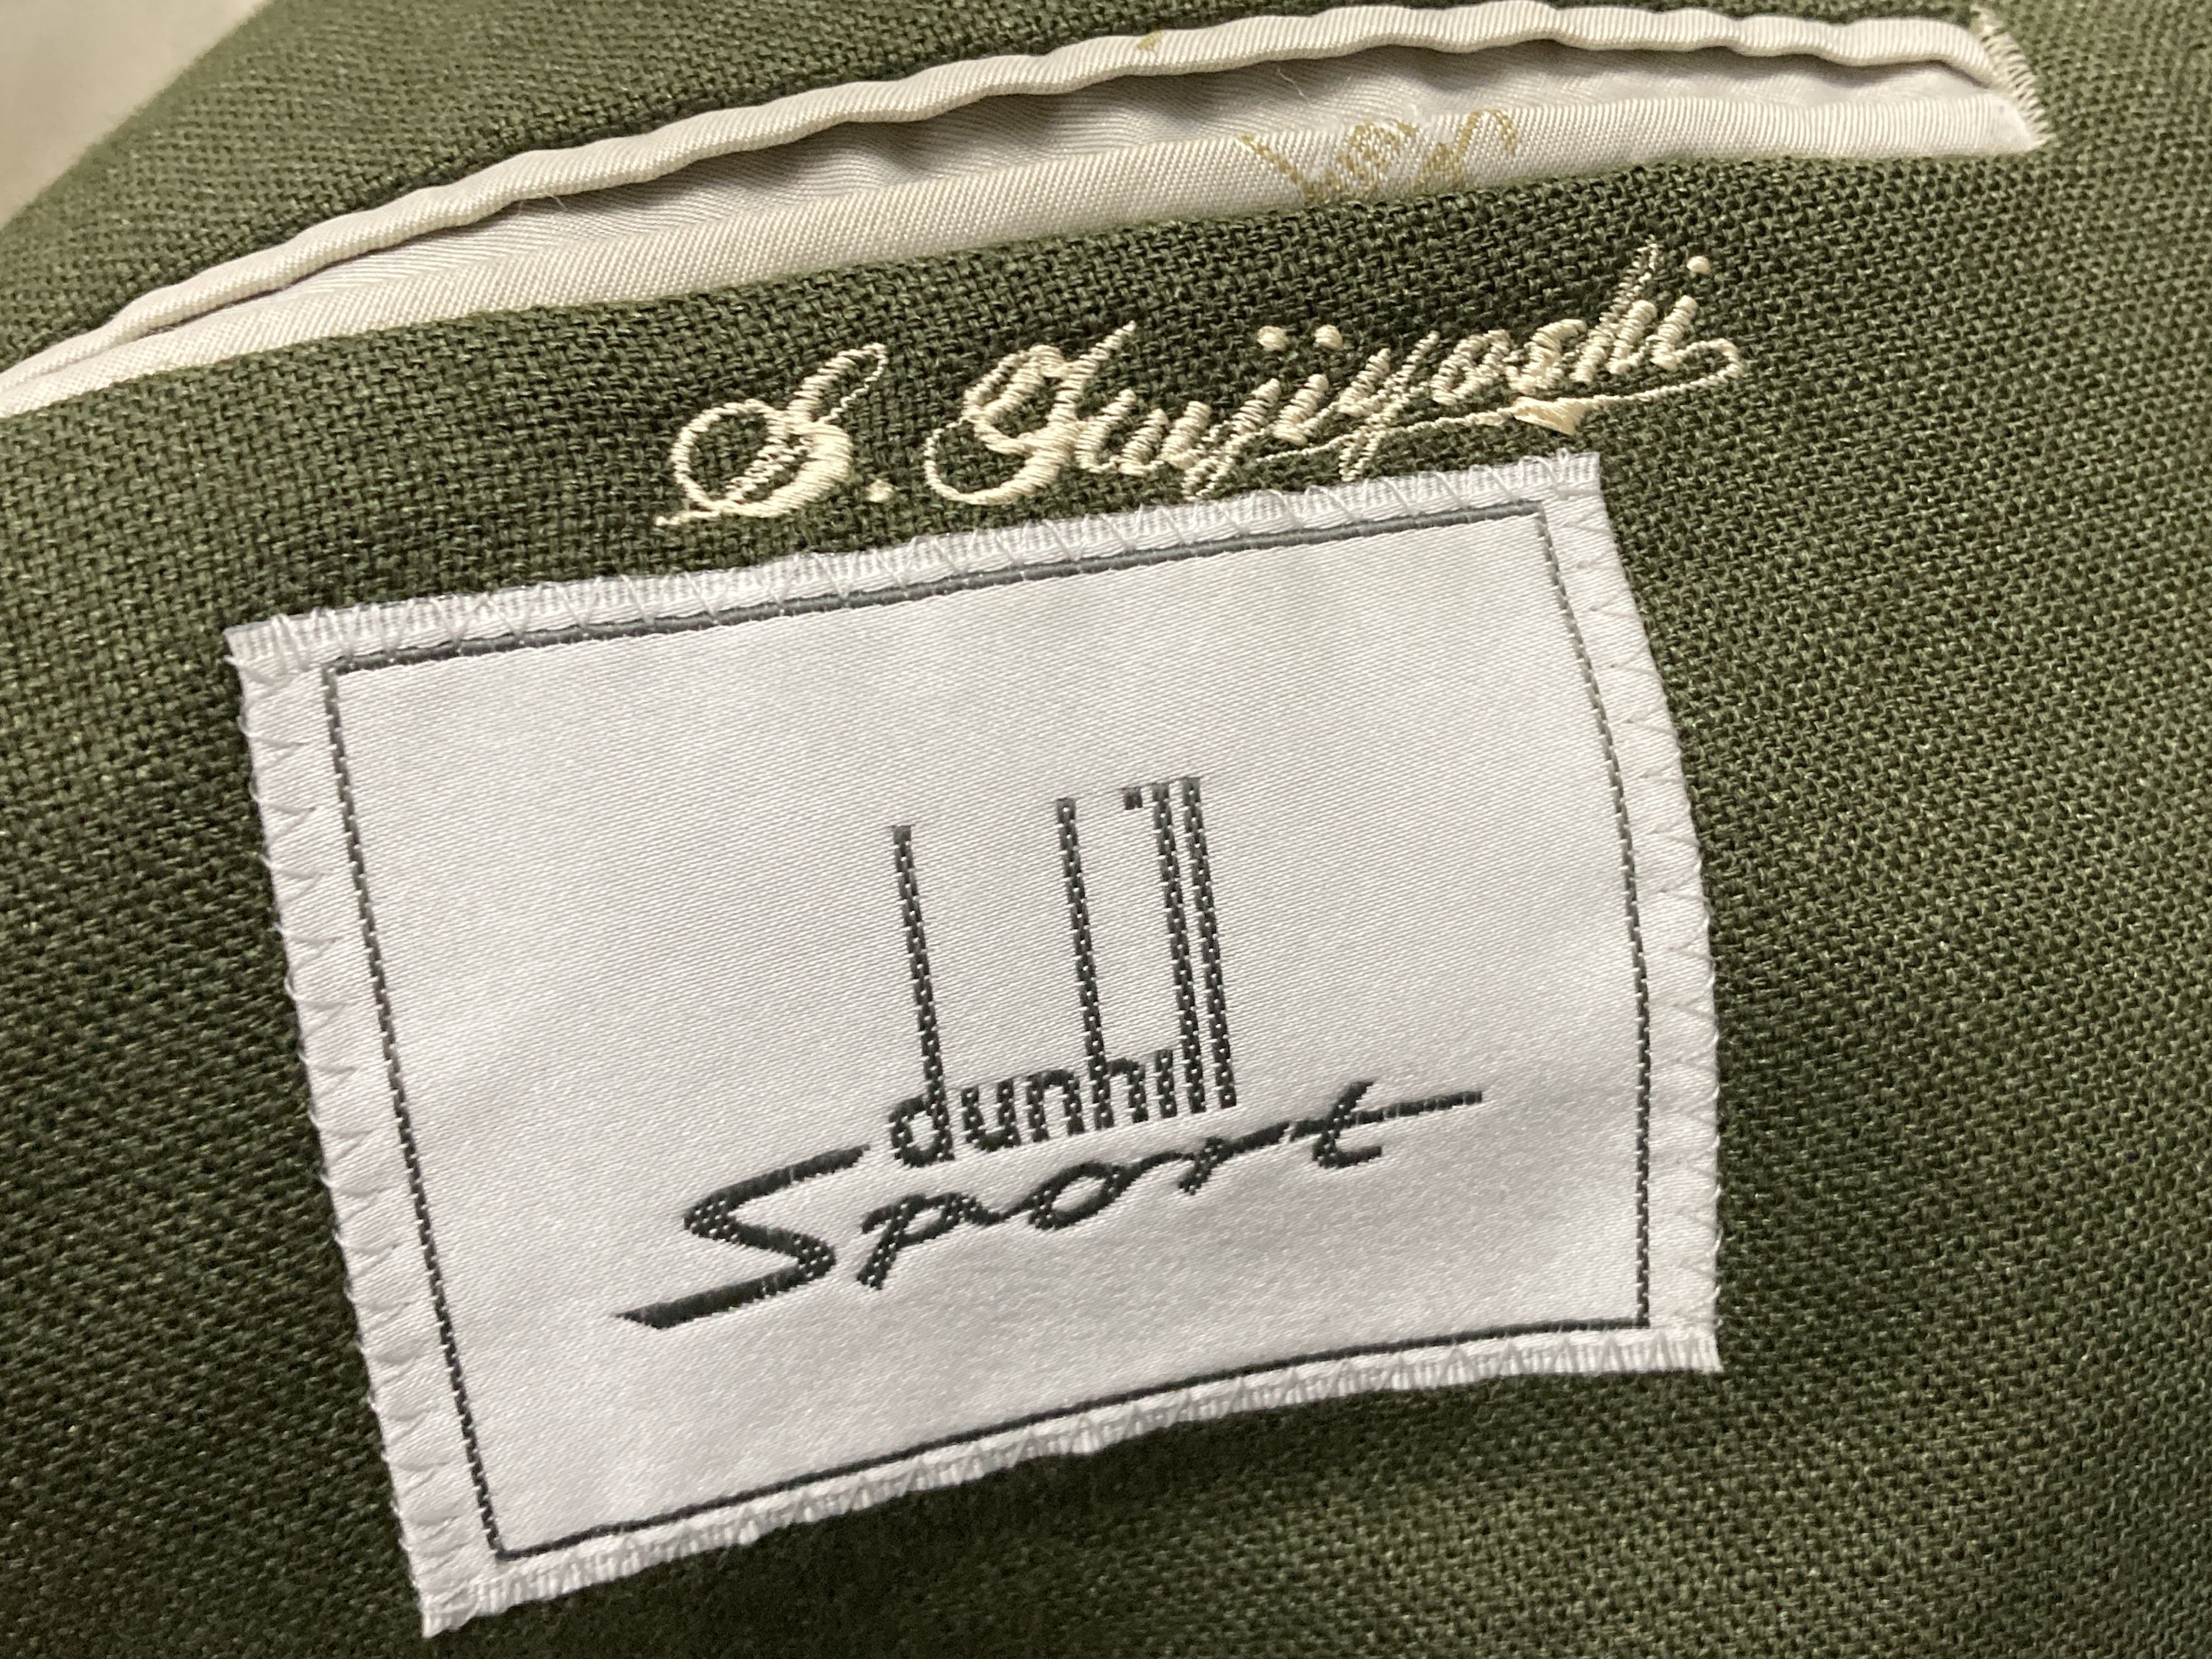 S. Fujiyoshi
dunhill
Sport